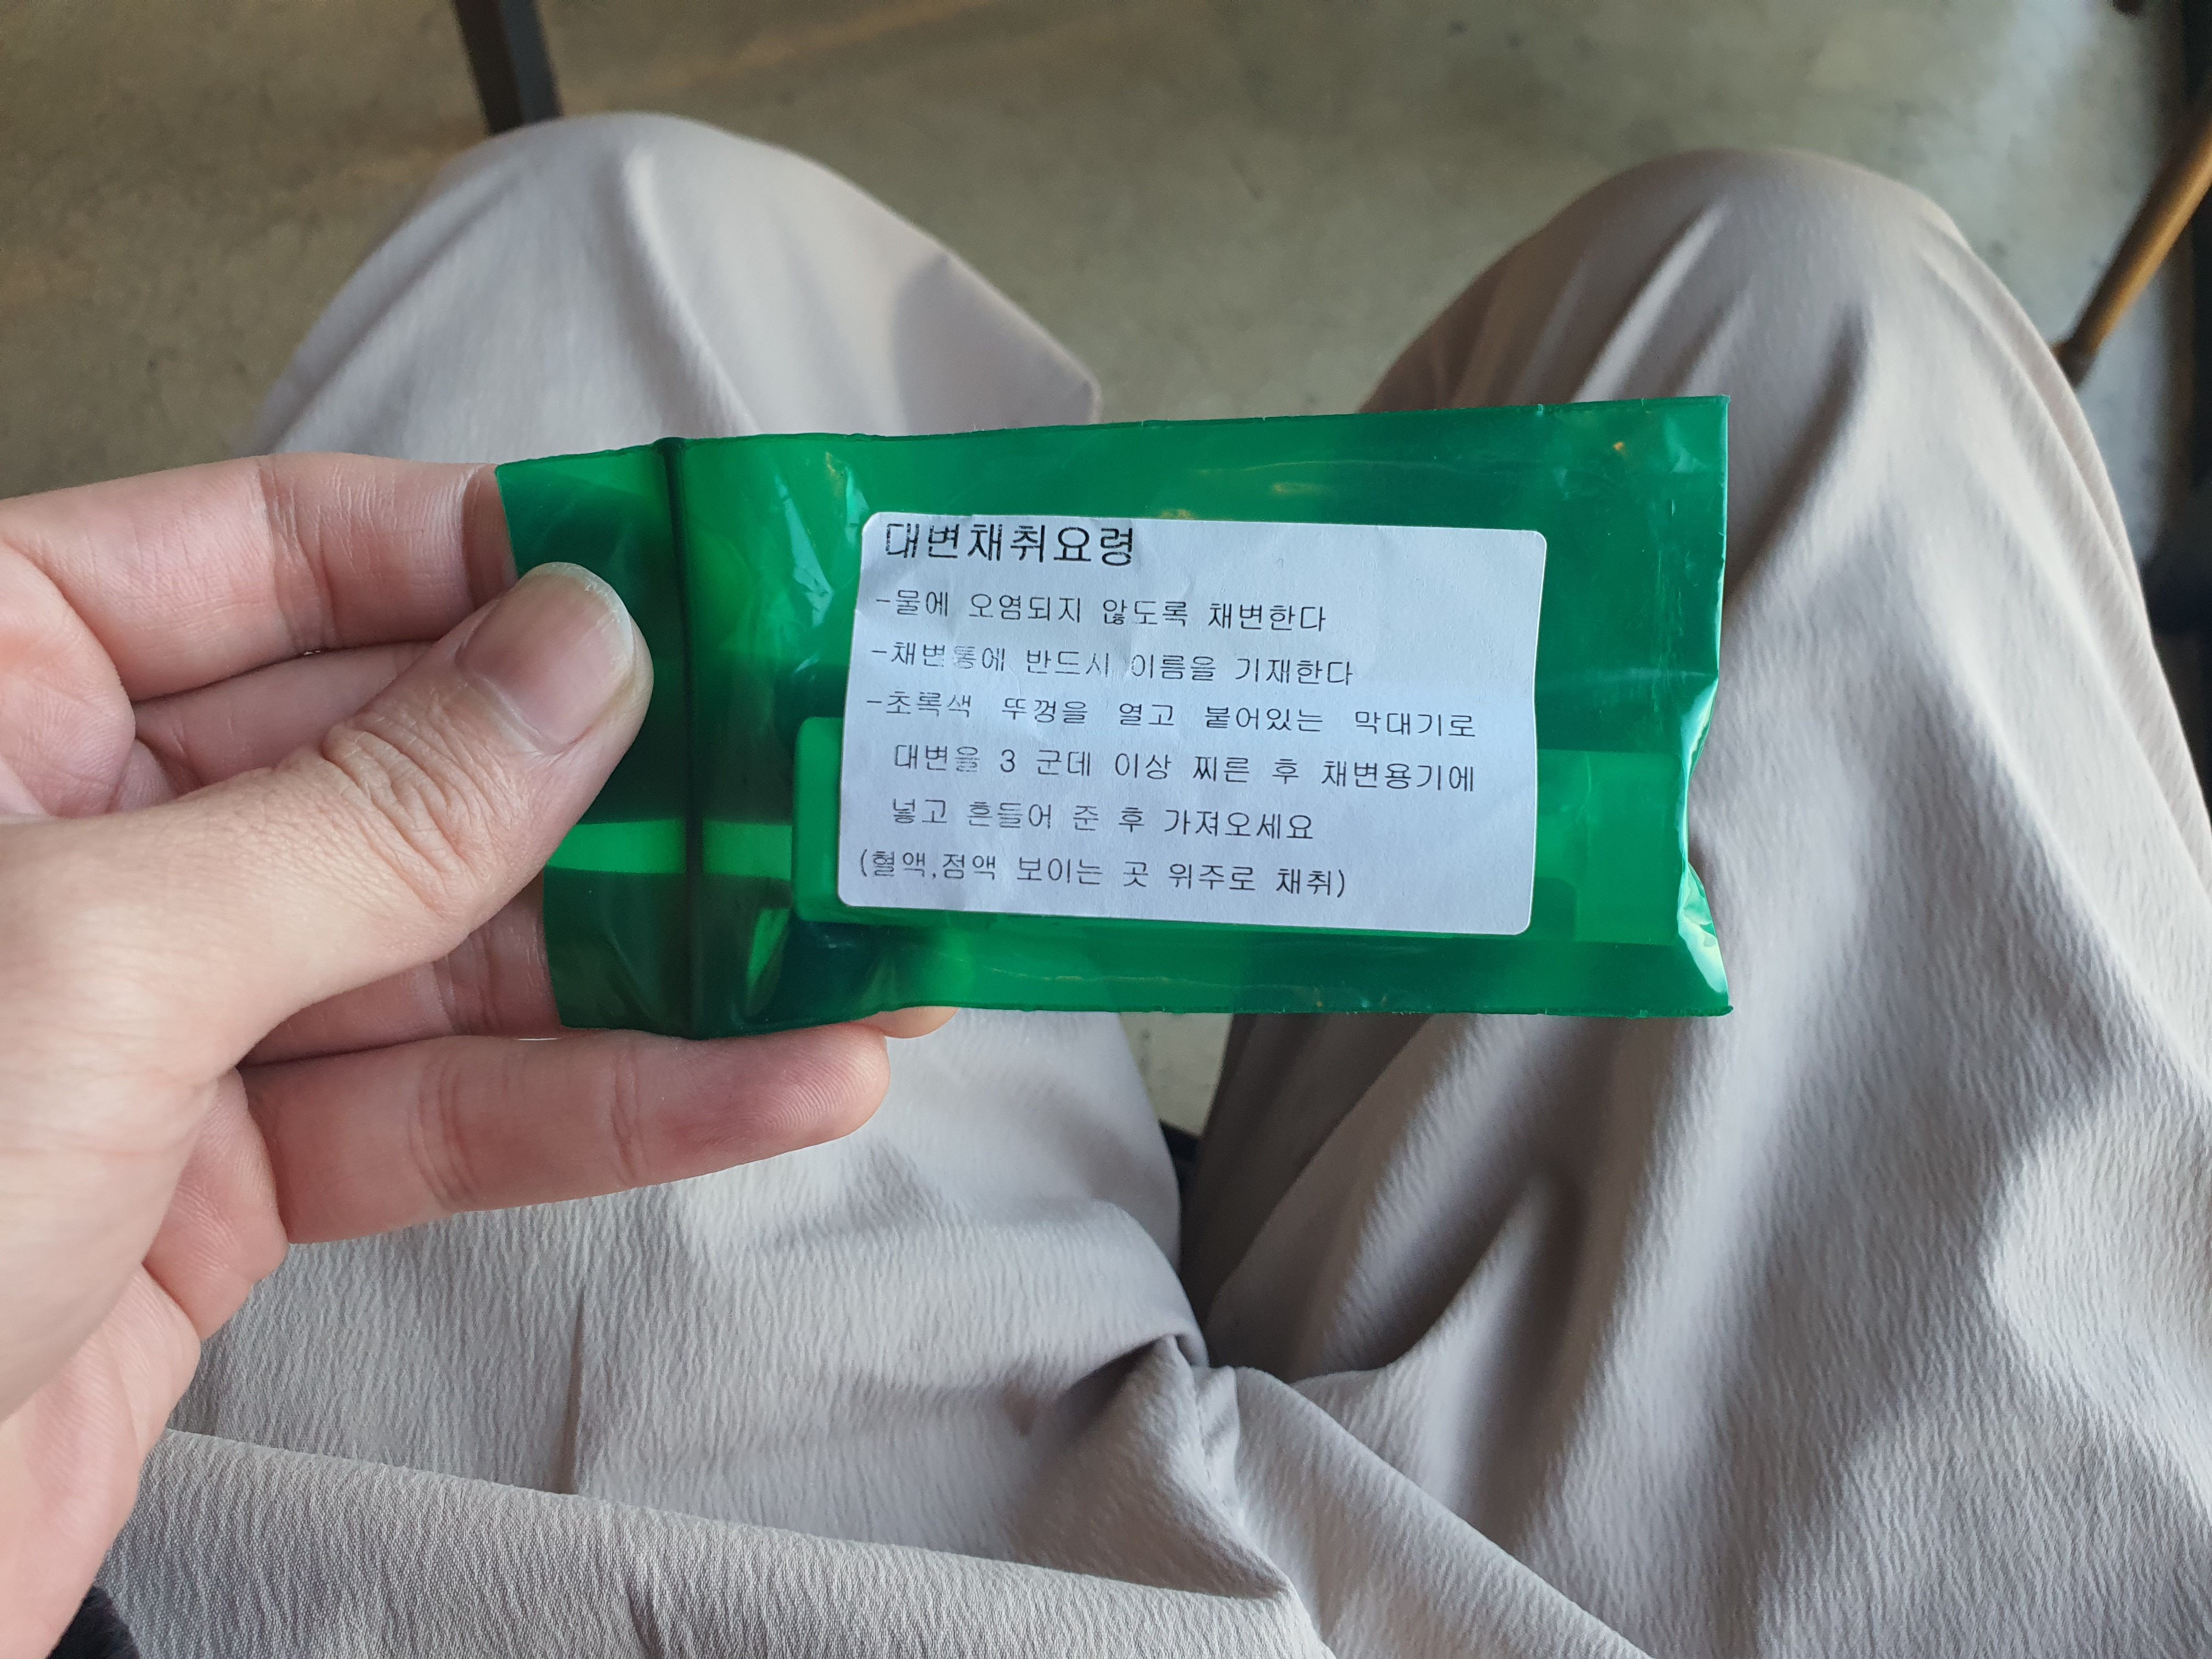 대변채취요령
-물에 오염되지 않도록 채변한다
-채변통에 반드시 이름을 기재한다
-초록색 뚜껑을 열고 붙어있는 막대기로
대변을 3 군데 이상 찌른 후 채변용기에
넣고 흔들어 준 후 가져오세요
(혈액,점액 보이는 곳 위주로 채취)